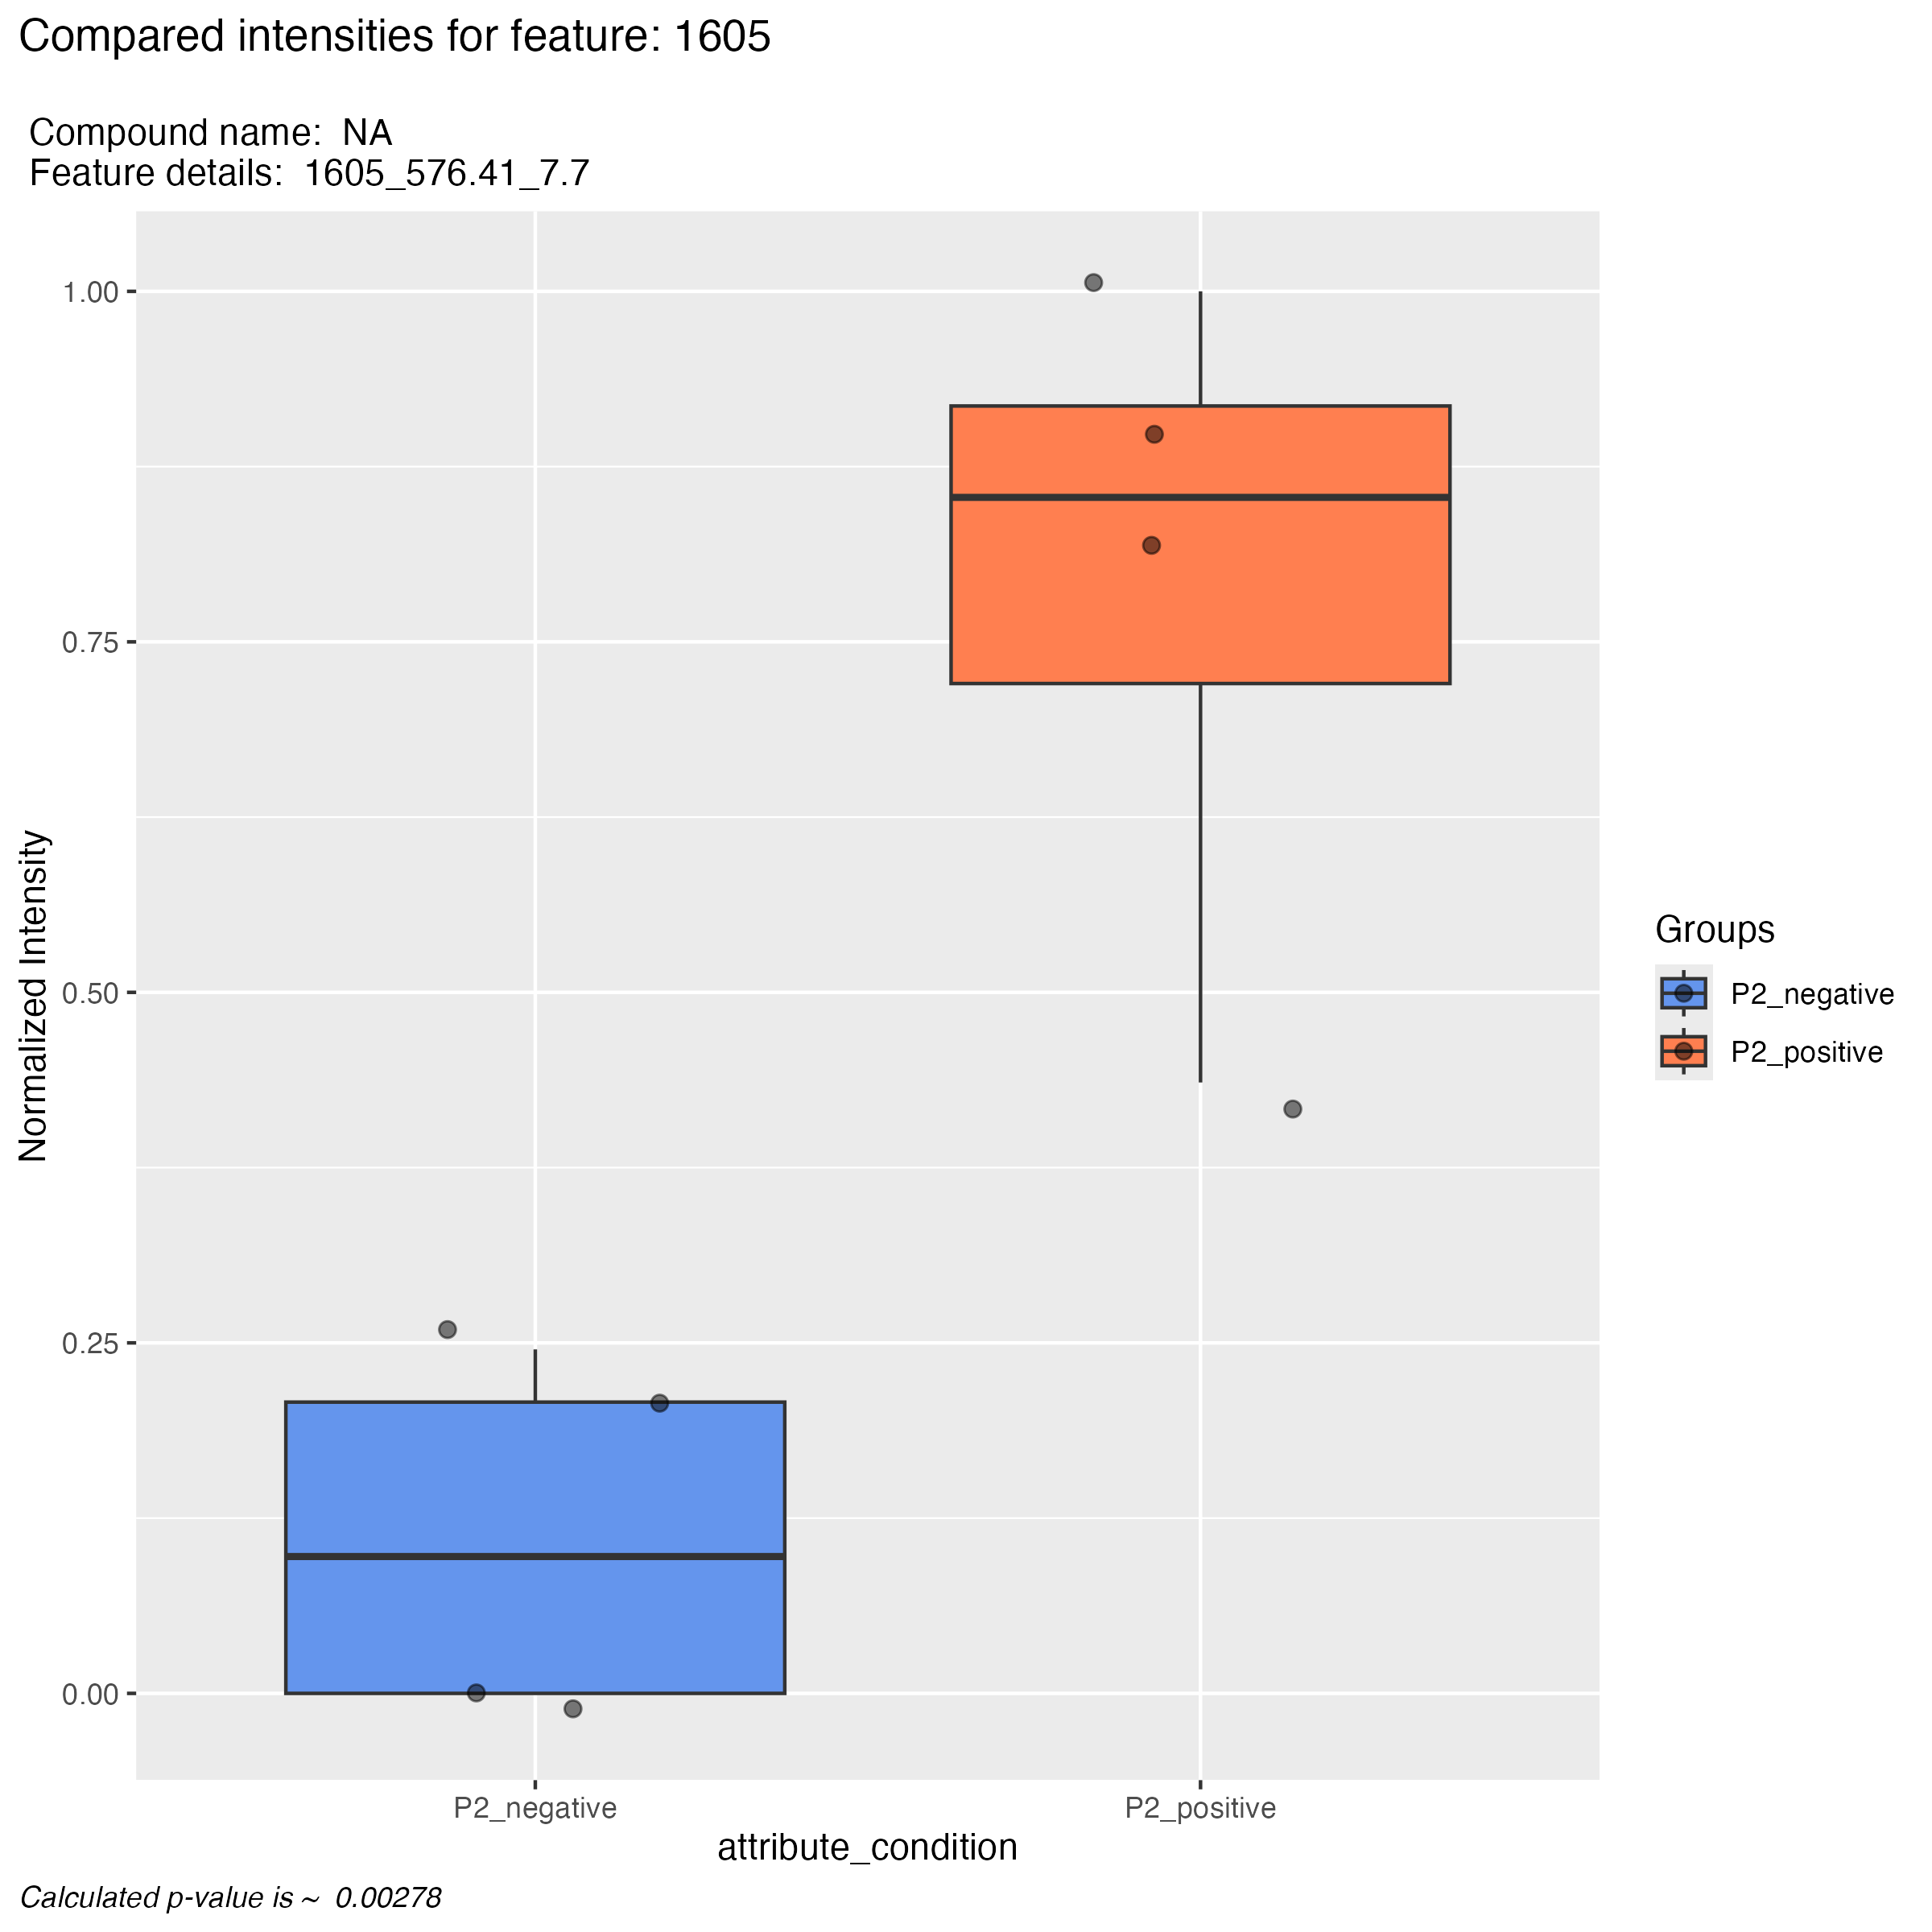 Compared intensities for feature: 1605
Compound name:  NA
Feature details:  1605_576.41_7.7
Normalized Intensity
1.00
0.75
0.50
0.25
0.00
P2_negative
P2_positive
attribute_condition
Groups
P2_negative
P2_positive
Calculated p-value is ~  0.00278